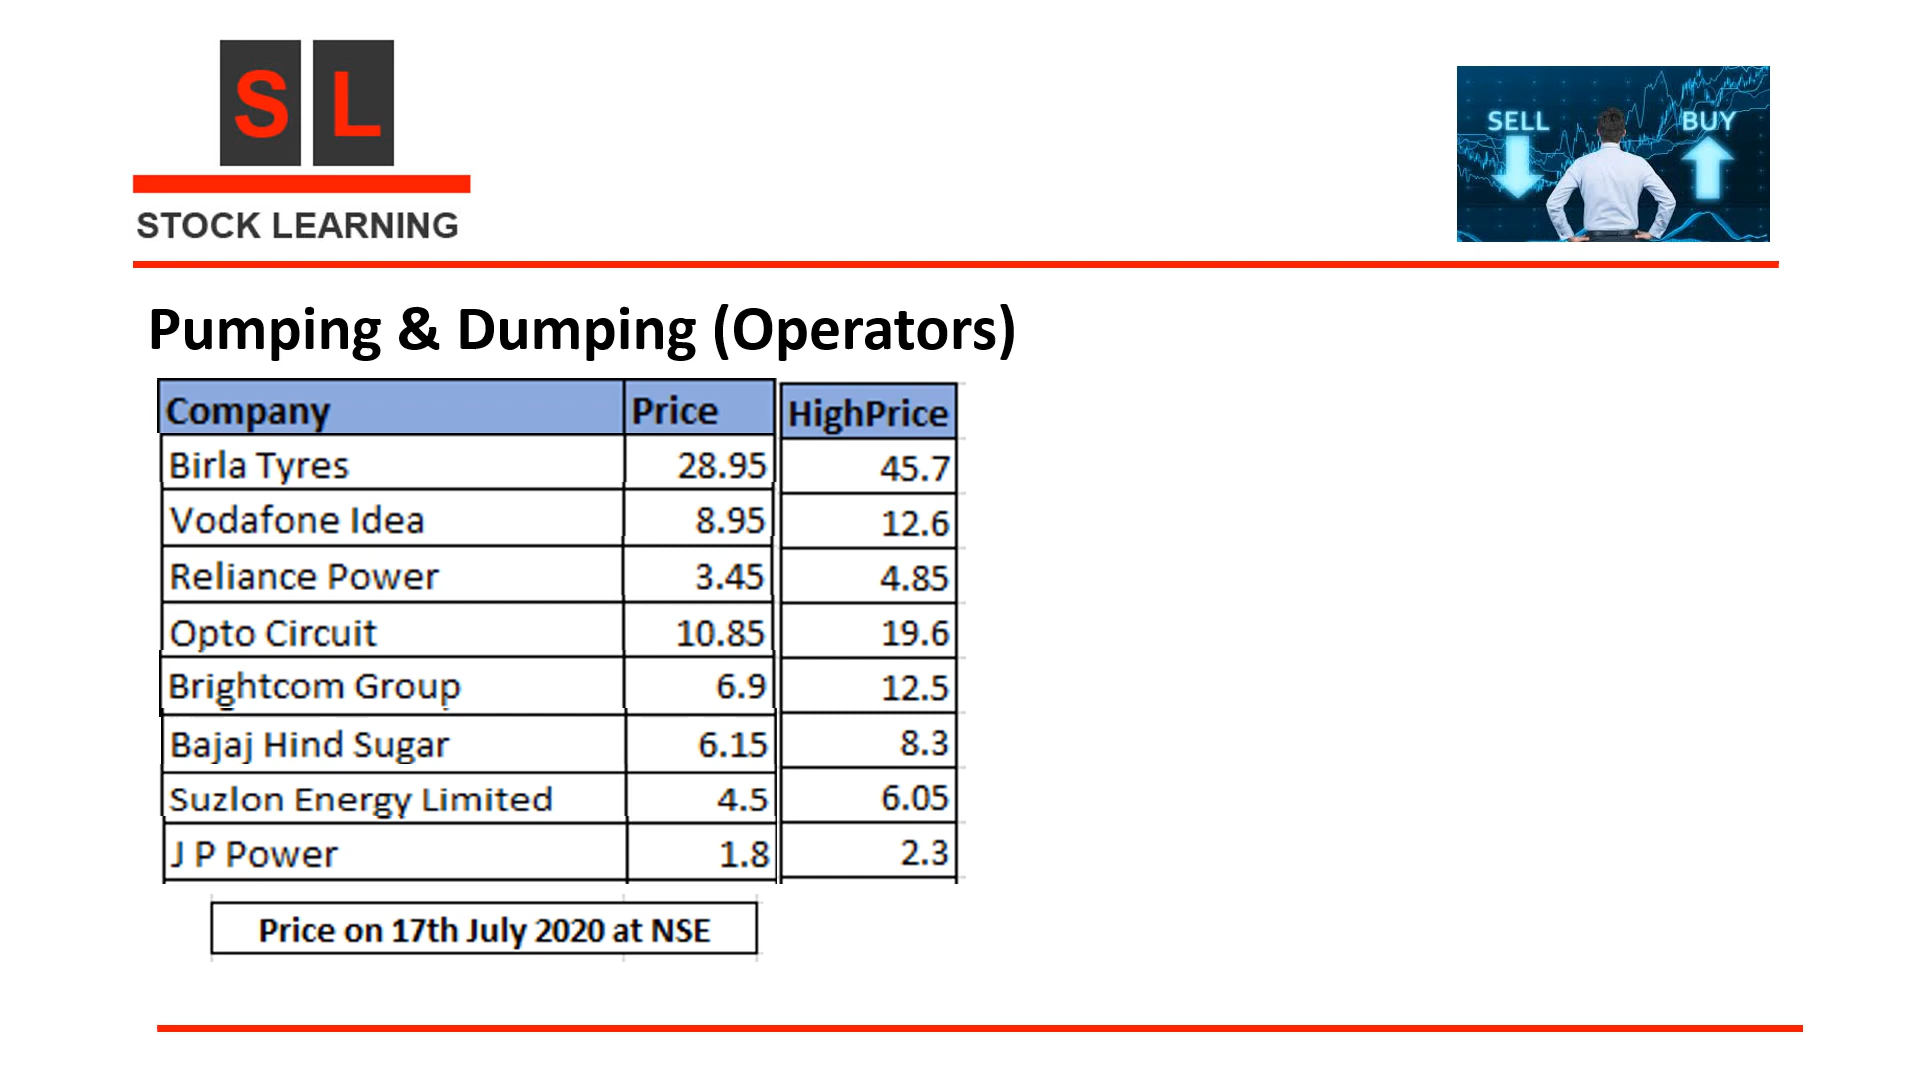 S L
STOCK LEARNING
SELL BUY
Pumping & Dumping (Operators)
Company Price HighPrice
Birla Tyres 28.95 45.7
Vodafone Idea 8.95 12.6
Reliance Power 3.45 4.85
Opto Circuit 10.85 19.6
Brightcom Group 6.9 12.5
Bajaj Hind Sugar 6.15 8.3
Suzlon Energy Limited 4.5 6.05
J P Power 1.8 2.3
Price on 17th July 2020 at NSE